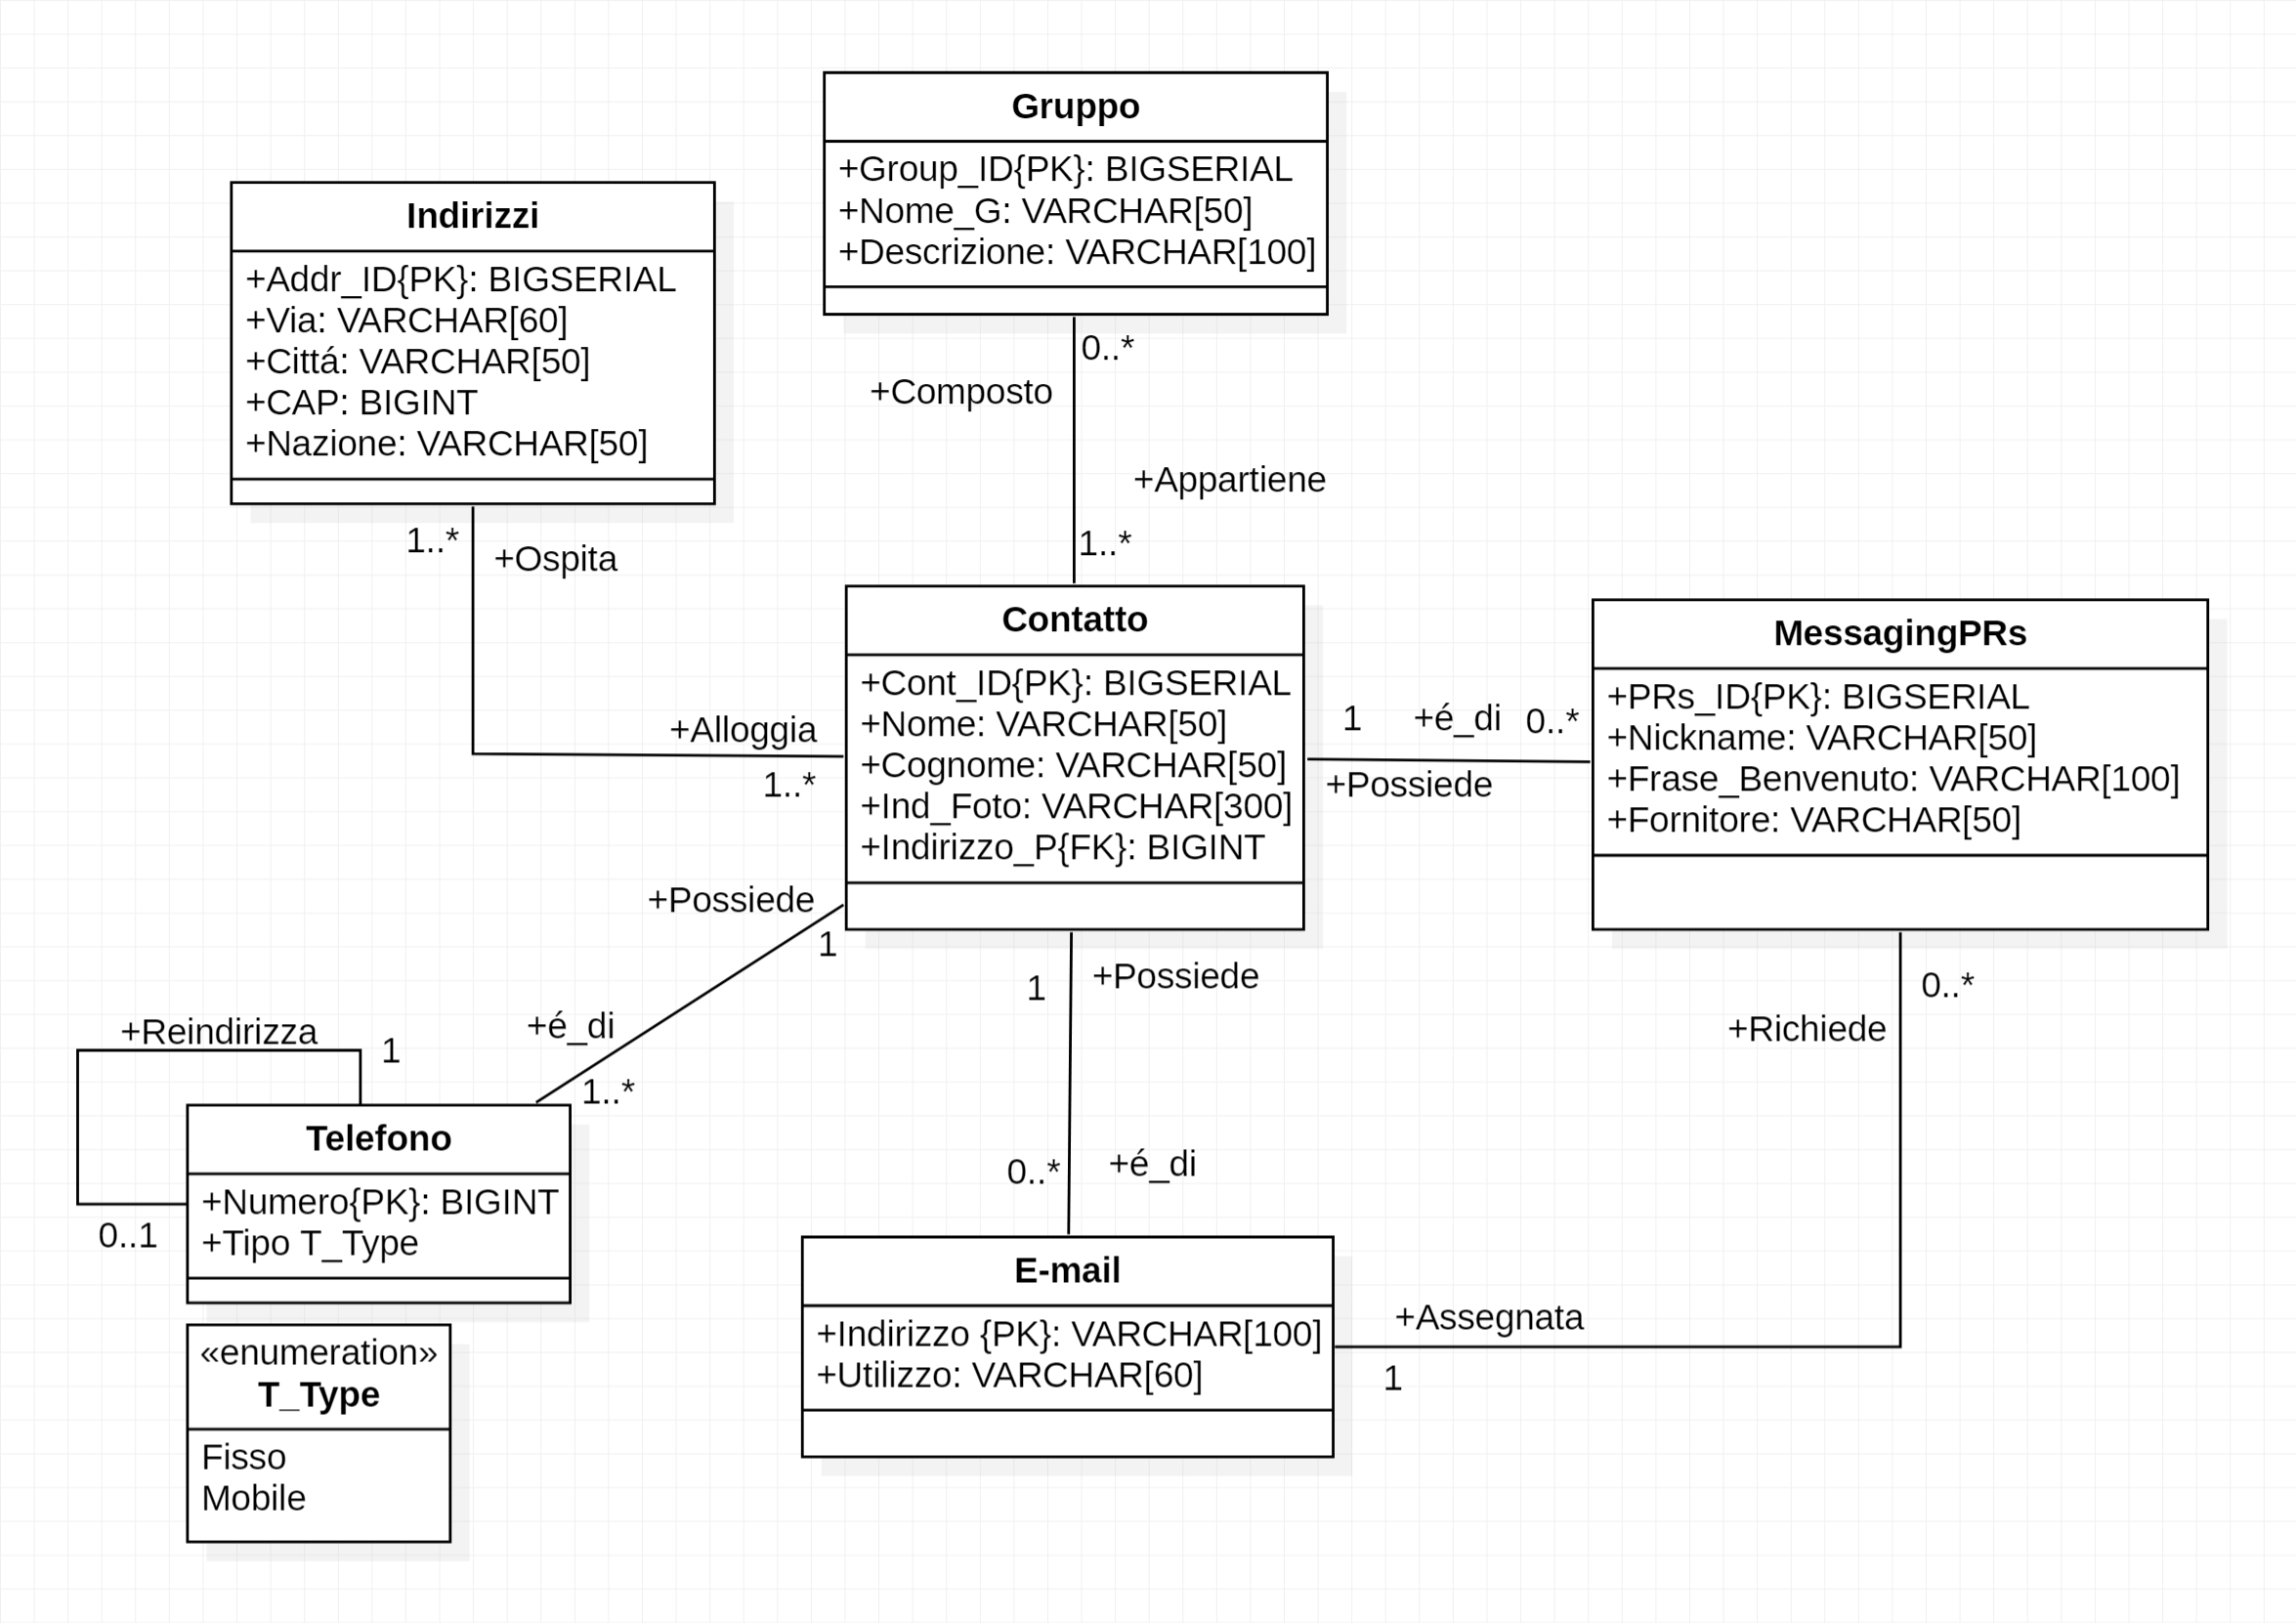 Gruppo
+Group_ID{PK}: BIGSERIAL
+Nome_G: VARCHAR[50]
+Descrizione: VARCHAR[100]
Indirizzi
+Addr_ID{PK}: BIGSERIAL
+Via: VARCHAR[60]
+Cittá: VARCHAR[50]
+CAP: BIGINT
+Nazione: VARCHAR[50]
0..*
+Composto
+Appartiene
1..*
1..*
+Ospita
+Alloggia
1..*
Contatto
+Cont_ID{PK}: BIGSERIAL
+Nome: VARCHAR[50]
+Cognome: VARCHAR[50]
+Ind_Foto: VARCHAR[300]
+Indirizzo_P{FK}: BIGINT
1 +é_di 0..*
+Possiede
MessagingPRs
+PRs_ID{PK}: BIGSERIAL
+Nickname: VARCHAR[50]
+Frase_Benvenuto: VARCHAR[100]
+Fornitore: VARCHAR[50]
+Possiede
1
+é_di
1..*
1
+Possiede
0..*
+é_di
0..*
+Richiede
+Reindirizza
1
0..1
Telefono
+Numero{PK}: BIGINT
+Tipo T_Type
«enumeration»
T_Type
Fisso
Mobile
E-mail
+Indirizzo {PK}: VARCHAR[100]
+Utilizzo: VARCHAR[60]
+Assegnata
1